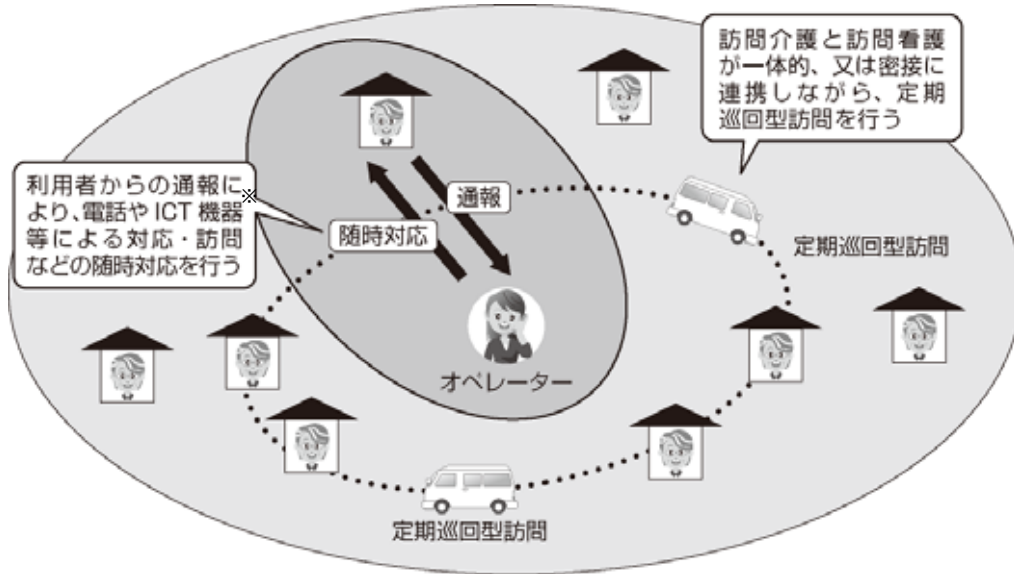 訪問介護と訪問看護
が一体的、又は密接に
連携しながら、定期
巡回型訪問を行う
利用者からの通報に※
より、電話やICT機器
等による対応・訪問
などの随時対応を行う
通報
随時対応
定期巡回型訪問
オペレーター
定期巡回型訪問